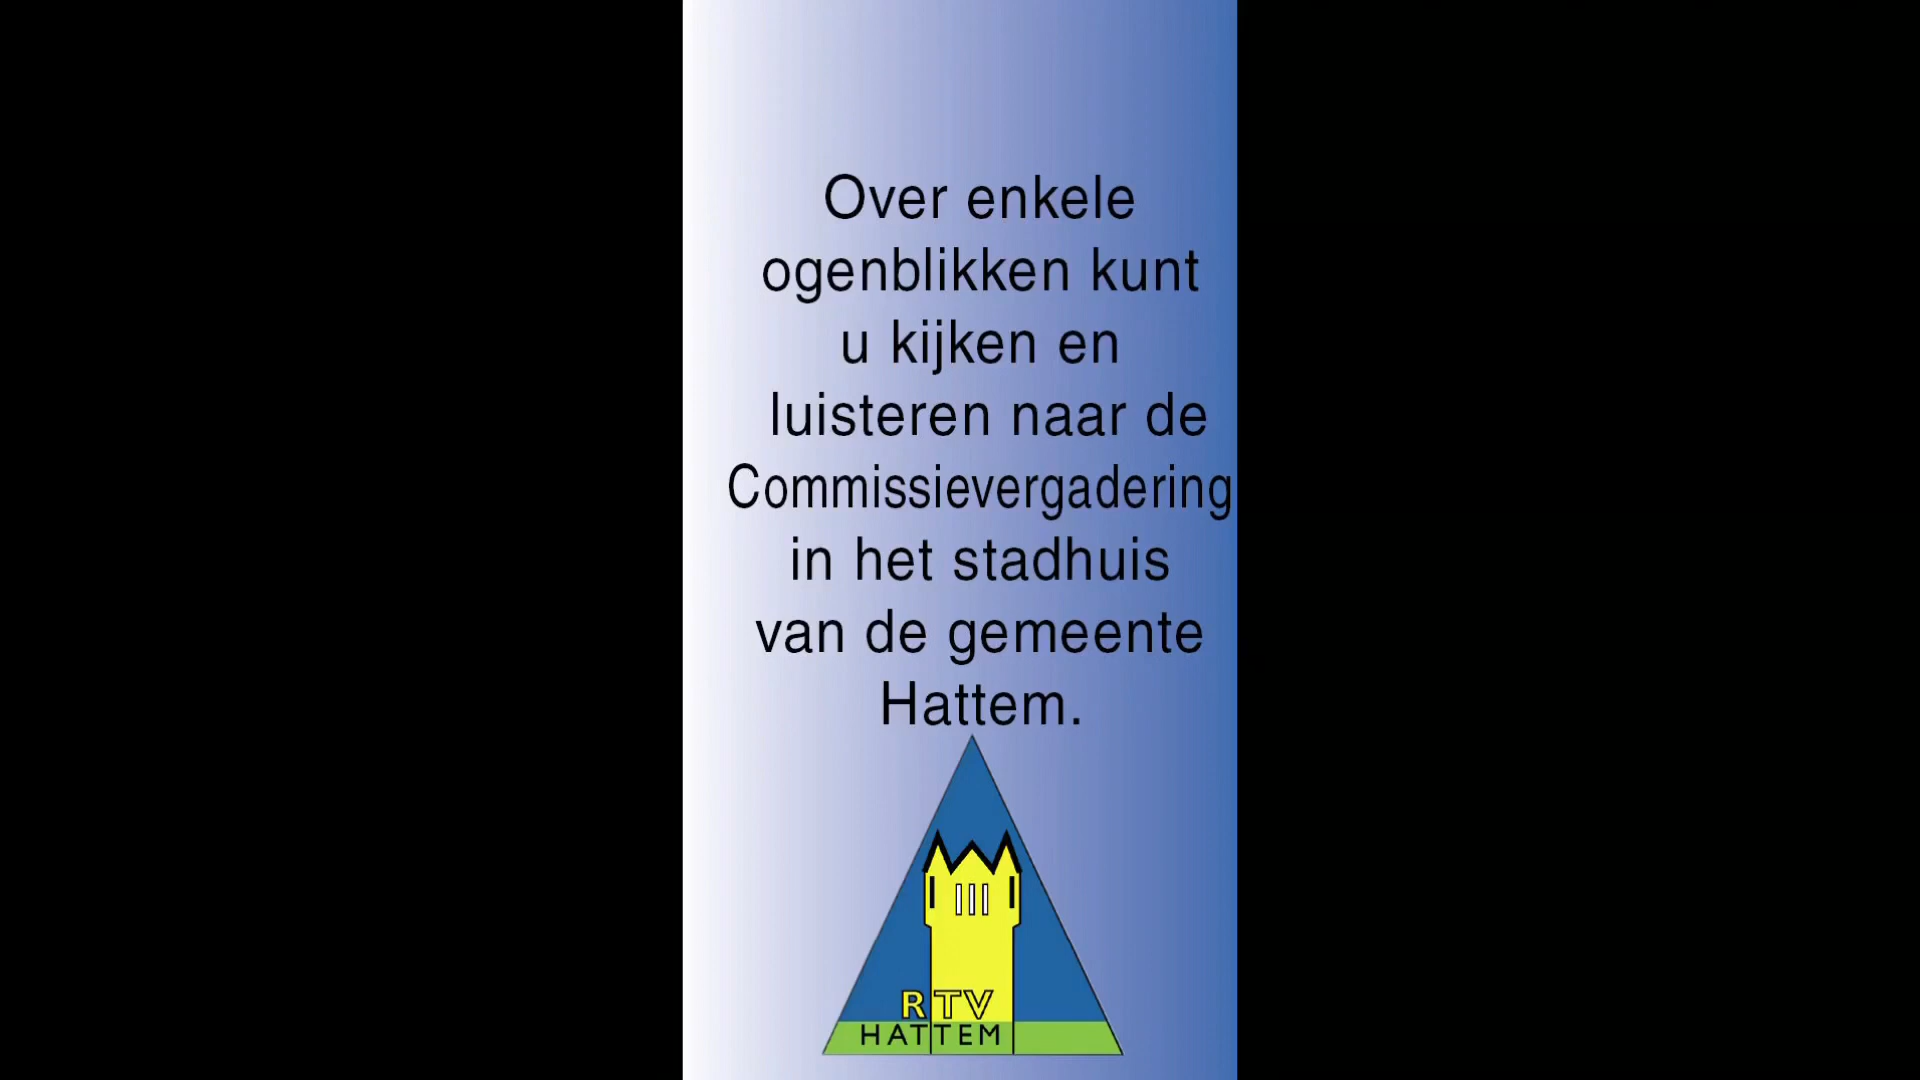 Over enkele
ogenblikken kunt
u kijken en
luisteren naar de
Commissievergadering
in het stadhuis
van de gemeente
Hattem.
RTV
HATTEM